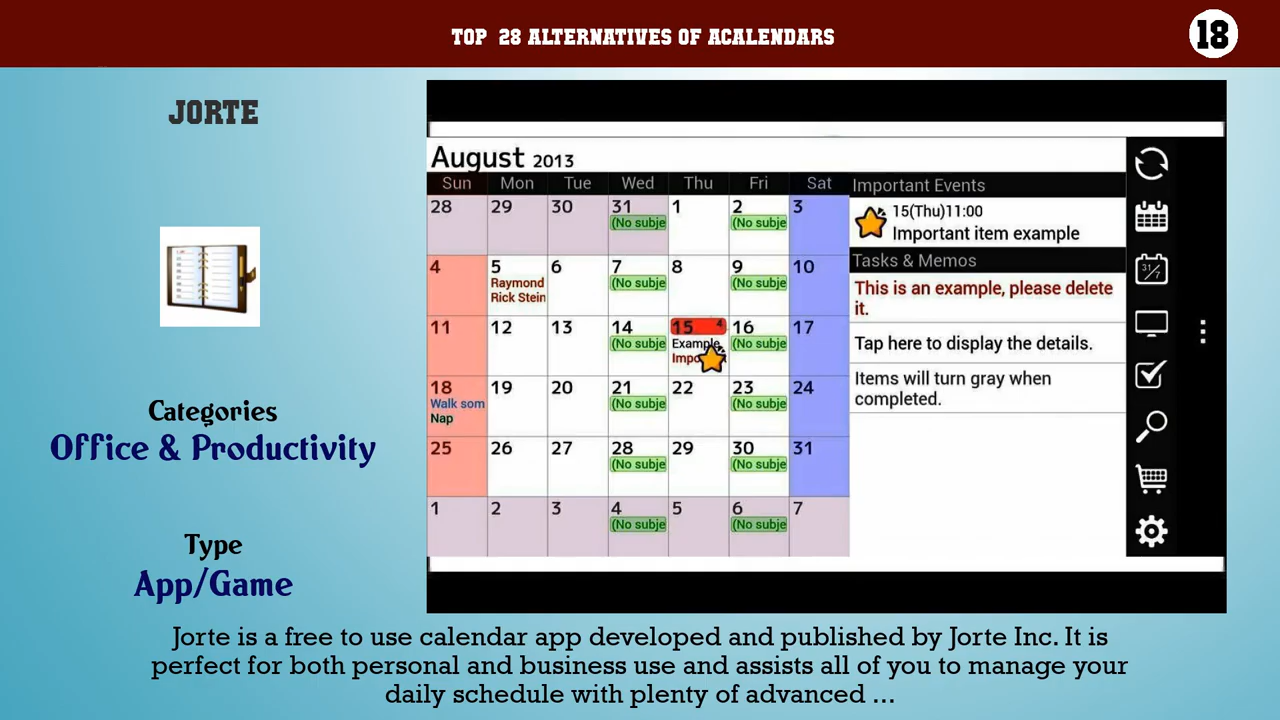 TOP 28 ALTERNATIVES OF ACALENDARS
18
JORTE
Categories
Office & Productivity
Type
App/Game
August 2013
Sun Mon Tue Wed Thu Fri Sat
28 29 30 31 1 2 3
(No subje (No subje
4 5 6 7 8 9 10
Raymond (No subje (No subje
Rick Stein
11 12 13 14 15 4 16 17
(No subje Example (No subje
Impo
18 19 20 21 22 23 24
Walk som (No subje (No subje
Nap
25 26 27 28 29 30 31
(No subje (No subje
1 2 3 4 5 6 7
(No subje (No subje
Important Events
15(Thu)11:00
Important item example
Tasks & Memos
This is an example, please delete
it.
Tap here to display the details.
Items will turn gray when
completed.
31/7
Jorte is a free to use calendar app developed and published by Jorte Inc. It is
perfect for both personal and business use and assists all of you to manage your
daily schedule with plenty of advanced ...